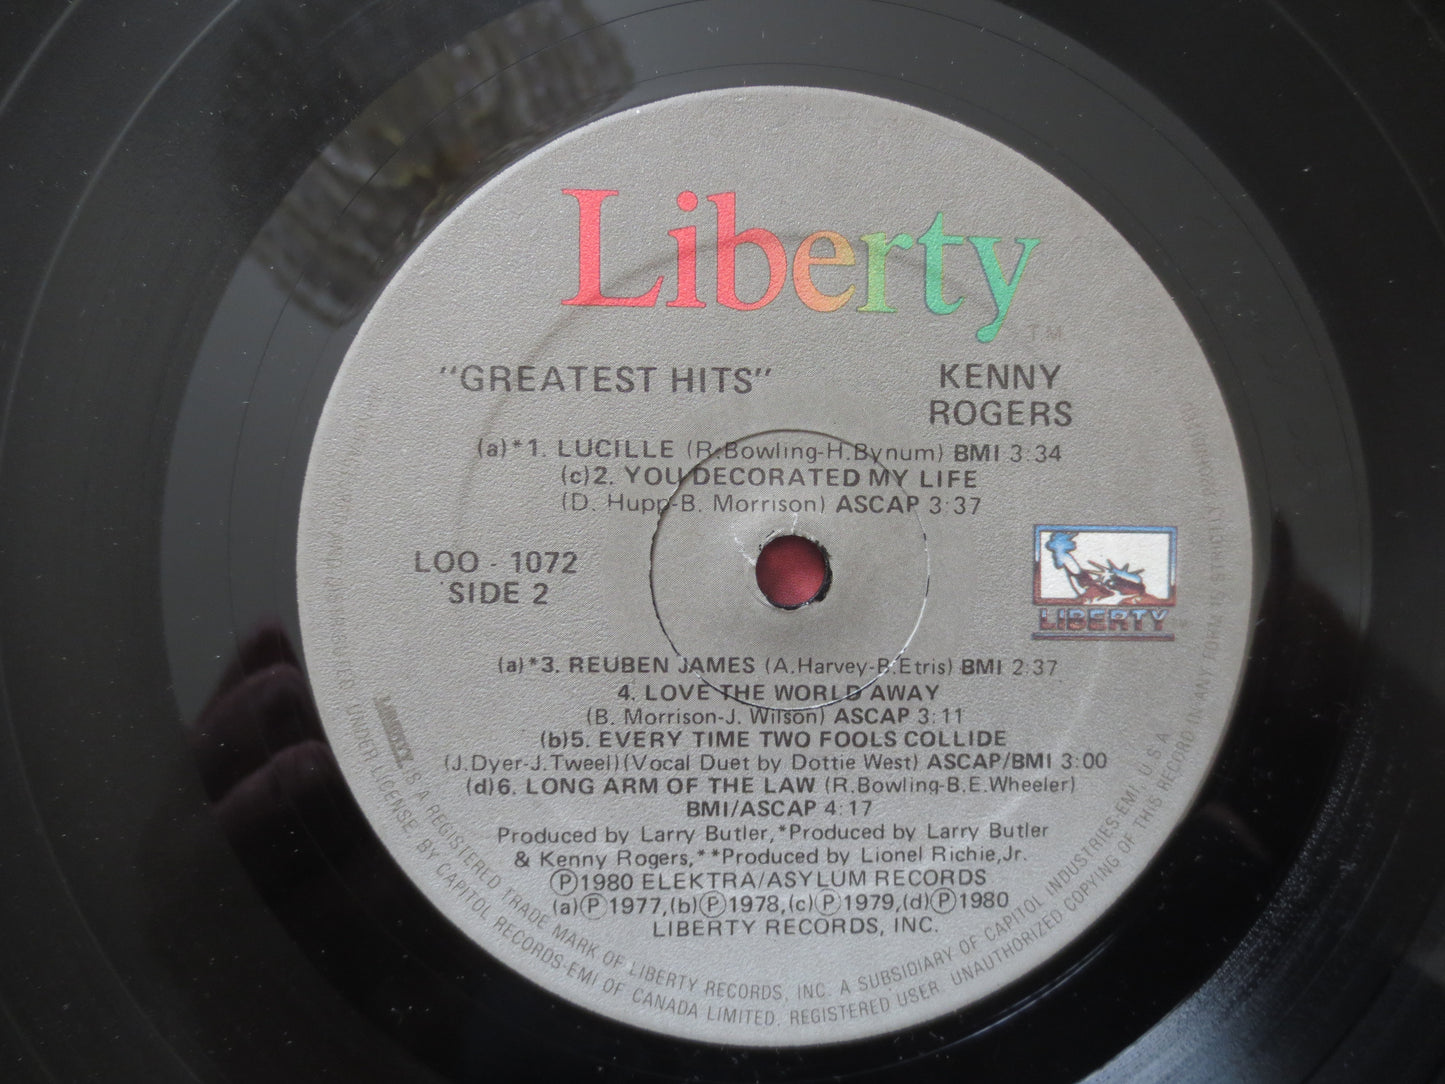 Liberty
TM
"GREATEST HITS"
KENNY
ROGERS
(a)*1. LUCILLE (R.Bowling-H.Bynum) BMI 3:34
(c)2. YOU DECORATED MY LIFE
(D. Hupp-B. Morrison) ASCAP 3:37
LOO - 1072
SIDE 2
LIBERTY
(a)*3. REUBEN JAMES (A.Harvey-B.Etris) BMI 2:37
4. LOVE THE WORLD AWAY
(B. Morrison-J. Wilson) ASCAP 3:11
(b)5. EVERY TIME TWO FOOLS COLLIDE
(J.Dyer-J.Tweel)(Vocal Duet by Dottie West) ASCAP/BMI 3:00
(d)6. LONG ARM OF THE LAW (R.Bowling-B.E.Wheeler)
BMI/ASCAP 4:17
Produced by Larry Butler,*Produced by Larry Butler
& Kenny Rogers,**Produced by Lionel Richie,Jr.
Ⓟ1980 ELEKTRA/ASYLUM RECORDS
(a)Ⓟ1977,(b)Ⓟ1978,(c)Ⓟ1979,(d)Ⓟ1980
LIBERTY RECORDS, INC.
LIBERTY IS A REGISTERED TRADE MARK OF LIBERTY RECORDS, INC. A SUBSIDIARY OF CAPITOL INDUSTRIES-EMI, U.S.A.
UNDER LICENSE BY CAPITOL RECORDS-EMI OF CANADA LIMITED, REGISTERED USER. UNAUTHORIZED COPYING OF THIS RECORD IN ANY FORM IS STRICTLY